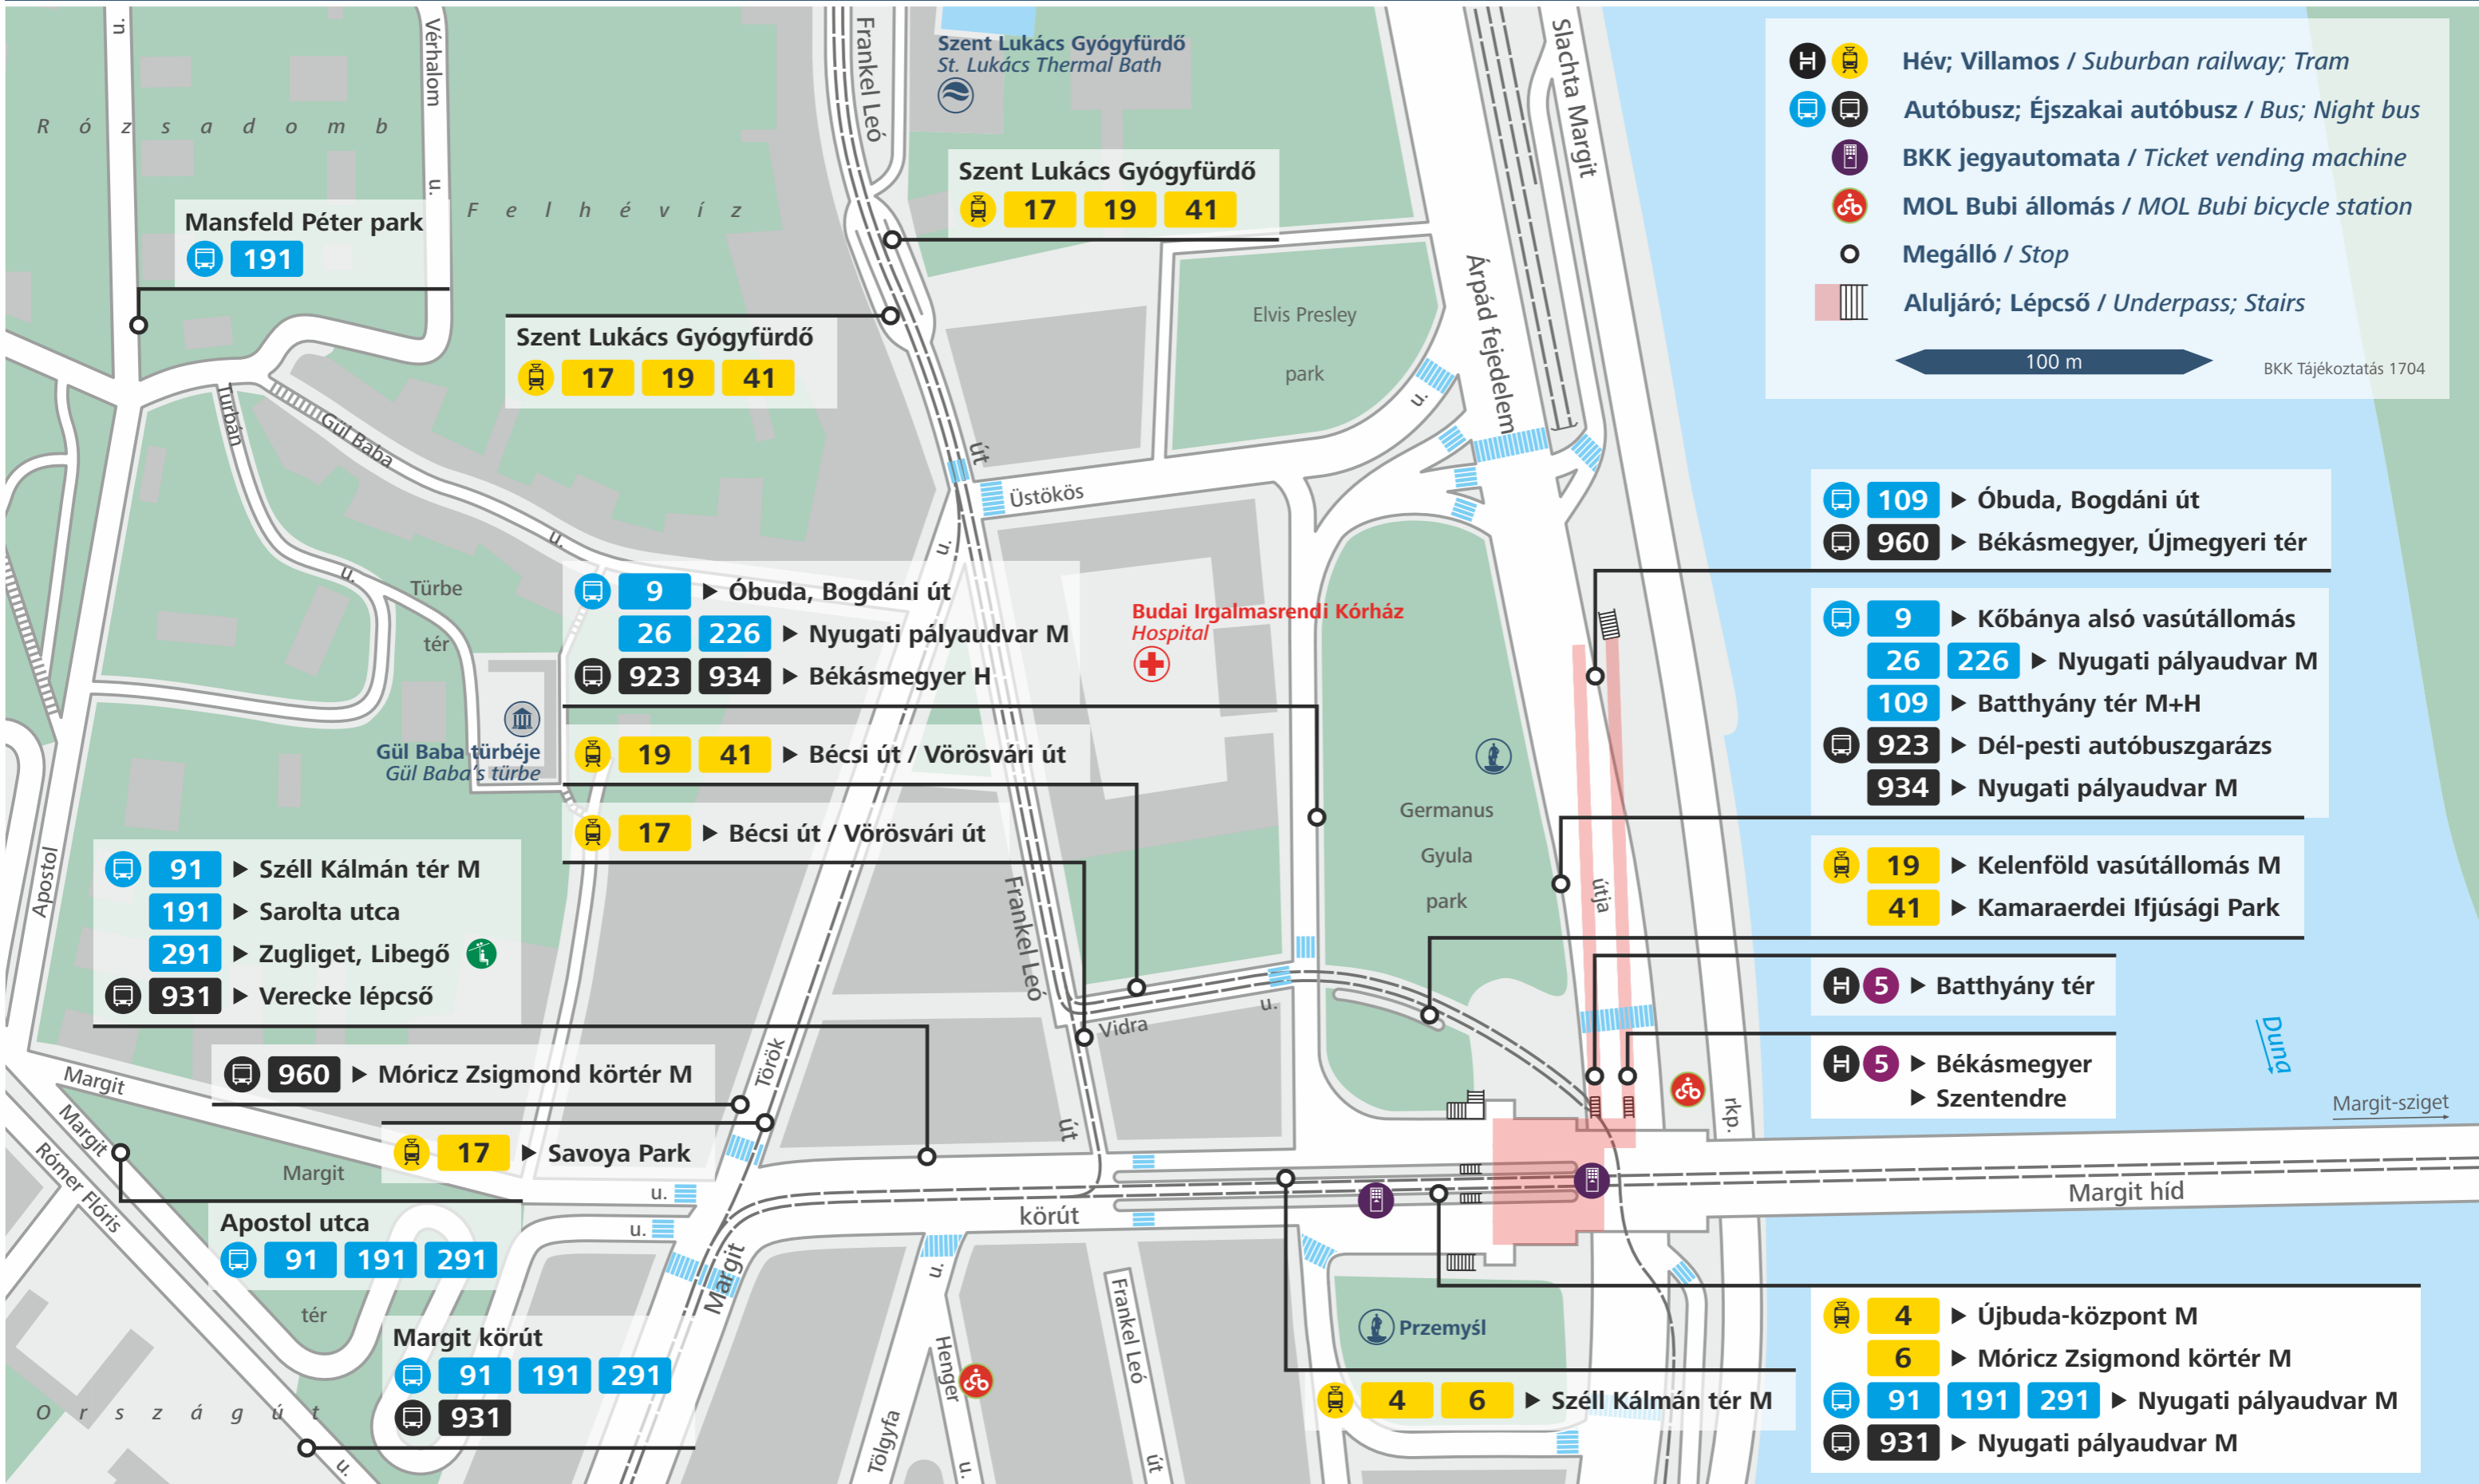 u.
Vérhalom
u.
Frankel Leó
Szent Lukács Gyógyfürdő
St. Lukács Thermal Bath
Slachta Margit
H
Hév; Villamos / Suburban railway; Tram
Autóbusz; Éjszakai autóbusz / Bus; Night bus
BKK jegyautomata / Ticket vending machine
MOL Bubi állomás / MOL Bubi bicycle station
Megálló / Stop
Aluljáró; Lépcső / Underpass; Stairs
100 m
BKK Tájékoztatás 1704
Rózsadomb
Felhévíz
Mansfeld Péter park
191
Szent Lukács Gyógyfürdő
17 19 41
Szent Lukács Gyógyfürdő
17 19 41
Elvis Presley
park
Árpád fejedelem
u.
Turbán
u.
Gül Baba
u.
út
Üstökös
u.
Türbe
tér
9 ▶ Óbuda, Bogdáni út
26 226 ▶ Nyugati pályaudvar M
923 934 ▶ Békásmegyer H
Budai Irgalmasrendi Kórház
Hospital
109 ▶ Óbuda, Bogdáni út
960 ▶ Békásmegyer, Újmegyeri tér
9 ▶ Kőbánya alsó vasútállomás
26 226 ▶ Nyugati pályaudvar M
109 ▶ Batthyány tér M+H
923 ▶ Dél-pesti autóbuszgarázs
934 ▶ Nyugati pályaudvar M
Gül Baba türbéje
Gül Baba's türbe
19 41 ▶ Bécsi út / Vörösvári út
17 ▶ Bécsi út / Vörösvári út
Germanus
Gyula
park
útja
19 ▶ Kelenföld vasútállomás M
41 ▶ Kamaraerdei Ifjúsági Park
Apostol
91 ▶ Széll Kálmán tér M
191 ▶ Sarolta utca
291 ▶ Zugliget, Libegő
931 ▶ Verecke lépcső
Frankel Leó
út
Vidra
u.
H 5 ▶ Batthyány tér
H 5 ▶ Békásmegyer
▶ Szentendre
Duna
Margit-sziget
rkp.
Margit híd
Török
u.
960 ▶ Móricz Zsigmond körtér M
17 ▶ Savoya Park
Margit
Margit
Rómer Flóris
u.
Margit
tér
Apostol utca
91 191 291
u.
Margit
körút
Margit körút
91 191 291
931
Országút
Tölgyfa
u.
Henger
u.
Frankel Leó
út
Przemyśl
4 6 ▶ Széll Kálmán tér M
4 ▶ Újbuda-központ M
6 ▶ Móricz Zsigmond körtér M
91 191 291 ▶ Nyugati pályaudvar M
931 ▶ Nyugati pályaudvar M